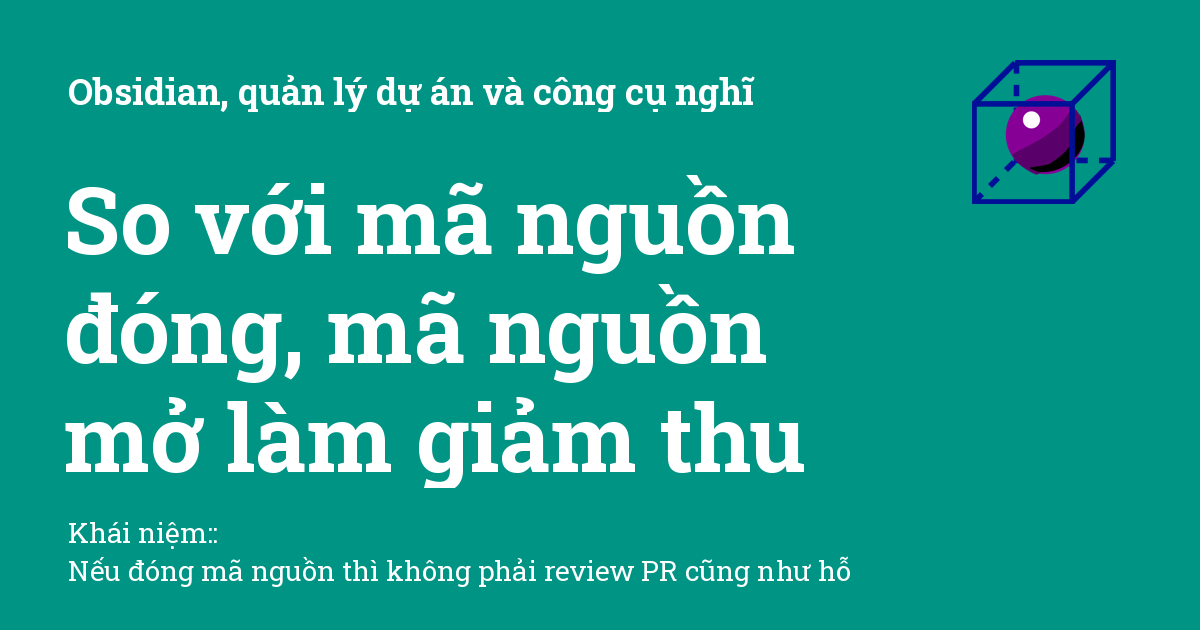 Obsidian, quản lý dự án và công cụ nghĩ
So với mã nguồn
đóng, mã nguồn
mở làm giảm thu
Khái niệm::
Nếu đóng mã nguồn thì không phải review PR cũng như hỗ